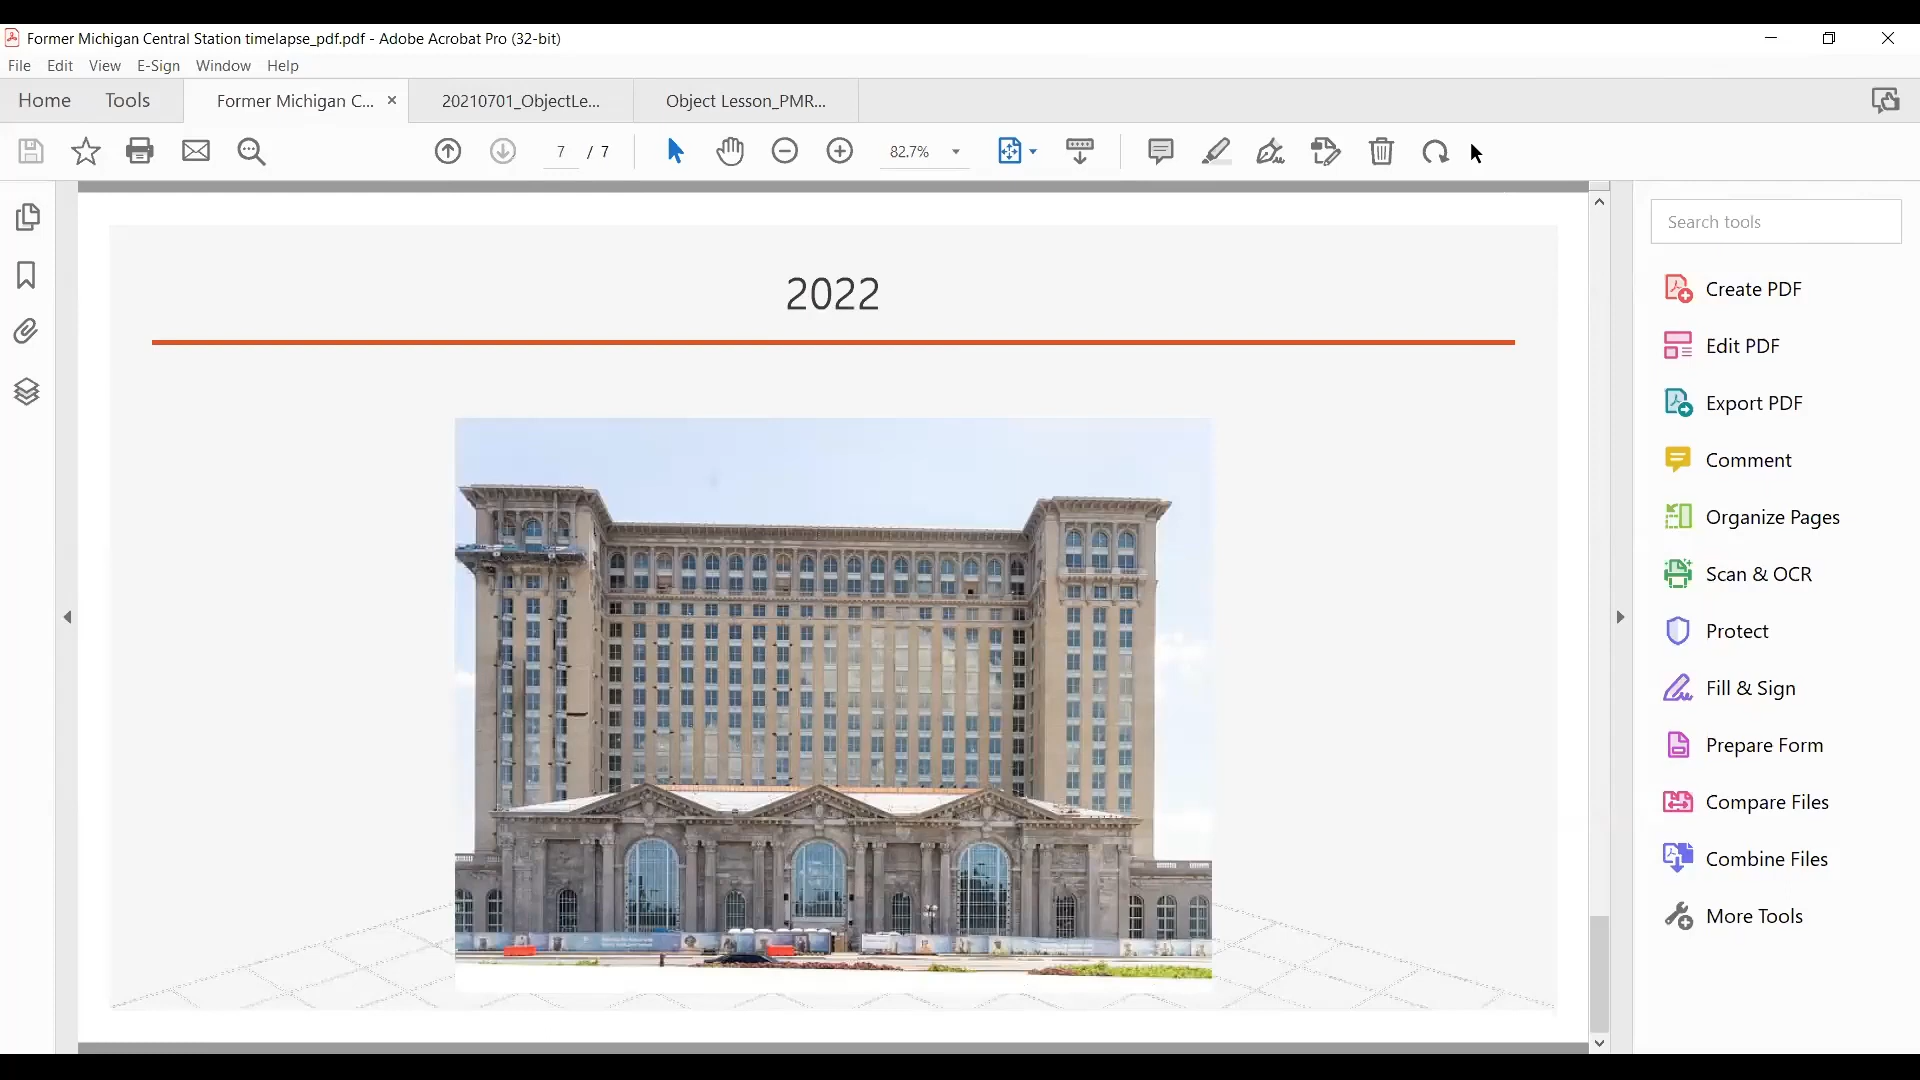 Former Michigan Central Station timelapse_pdf.pdf - Adobe Acrobat Pro (32-bit)
File Edit View E-Sign Window Help
Home Tools Former Michigan C... 20210701_ObjectLe... Object Lesson_PMR...
7 / 7 82.7%
Search tools
2022
Create PDF
Edit PDF
Export PDF
Comment
Organize Pages
Scan & OCR
Protect
Fill & Sign
Prepare Form
Compare Files
Combine Files
More Tools